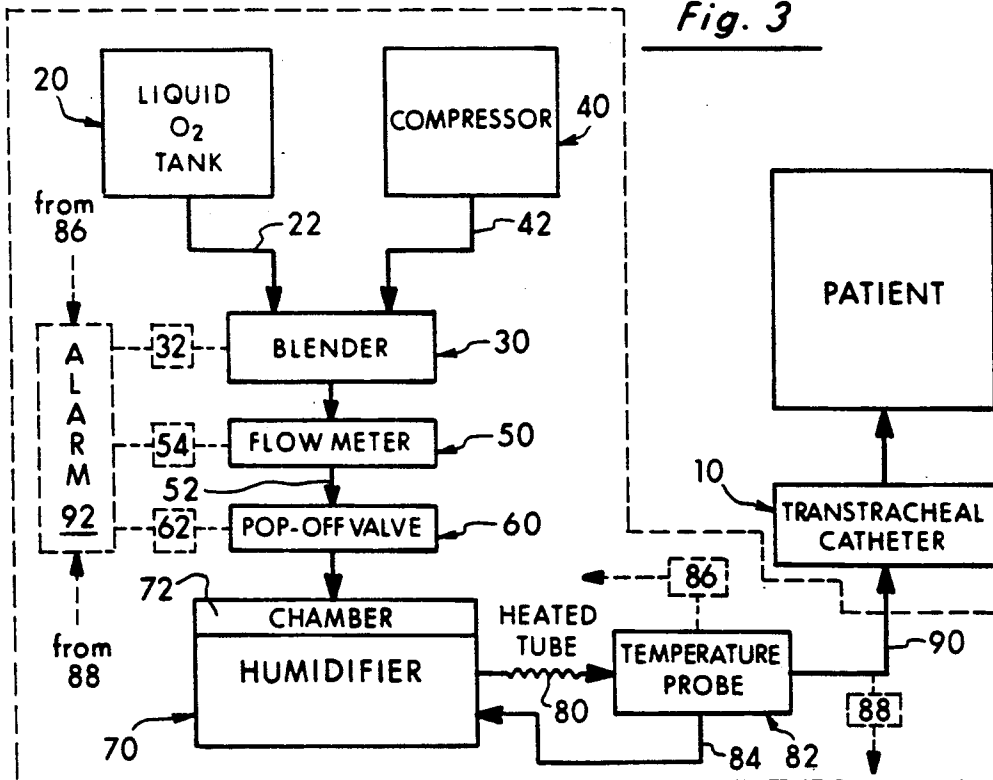 Fig. 3
20
LIQUID
O2
TANK
COMPRESSOR
40
from
86
22
42
PATIENT
ALARM
92
32
BLENDER
30
54
FLOW METER
50
52
62
POP-OFF VALVE
60
10
TRANSTRACHEAL
CATHETER
72
CHAMBER
HUMIDIFIER
HEATED
TUBE
86
from
88
80
TEMPERATURE
PROBE
90
88
70
84
82